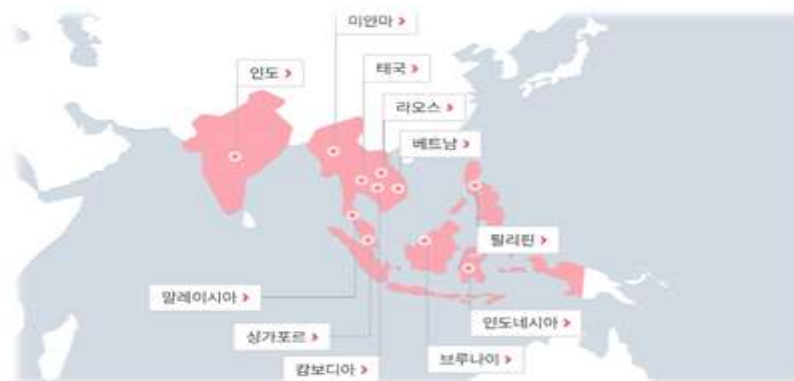 미얀마 >
인도 >
태국 >
라오스 >
베트남 >
필리핀 >
말레이시아 >
인도네시아 >
싱가포르 >
브루나이 >
캄보디아 >